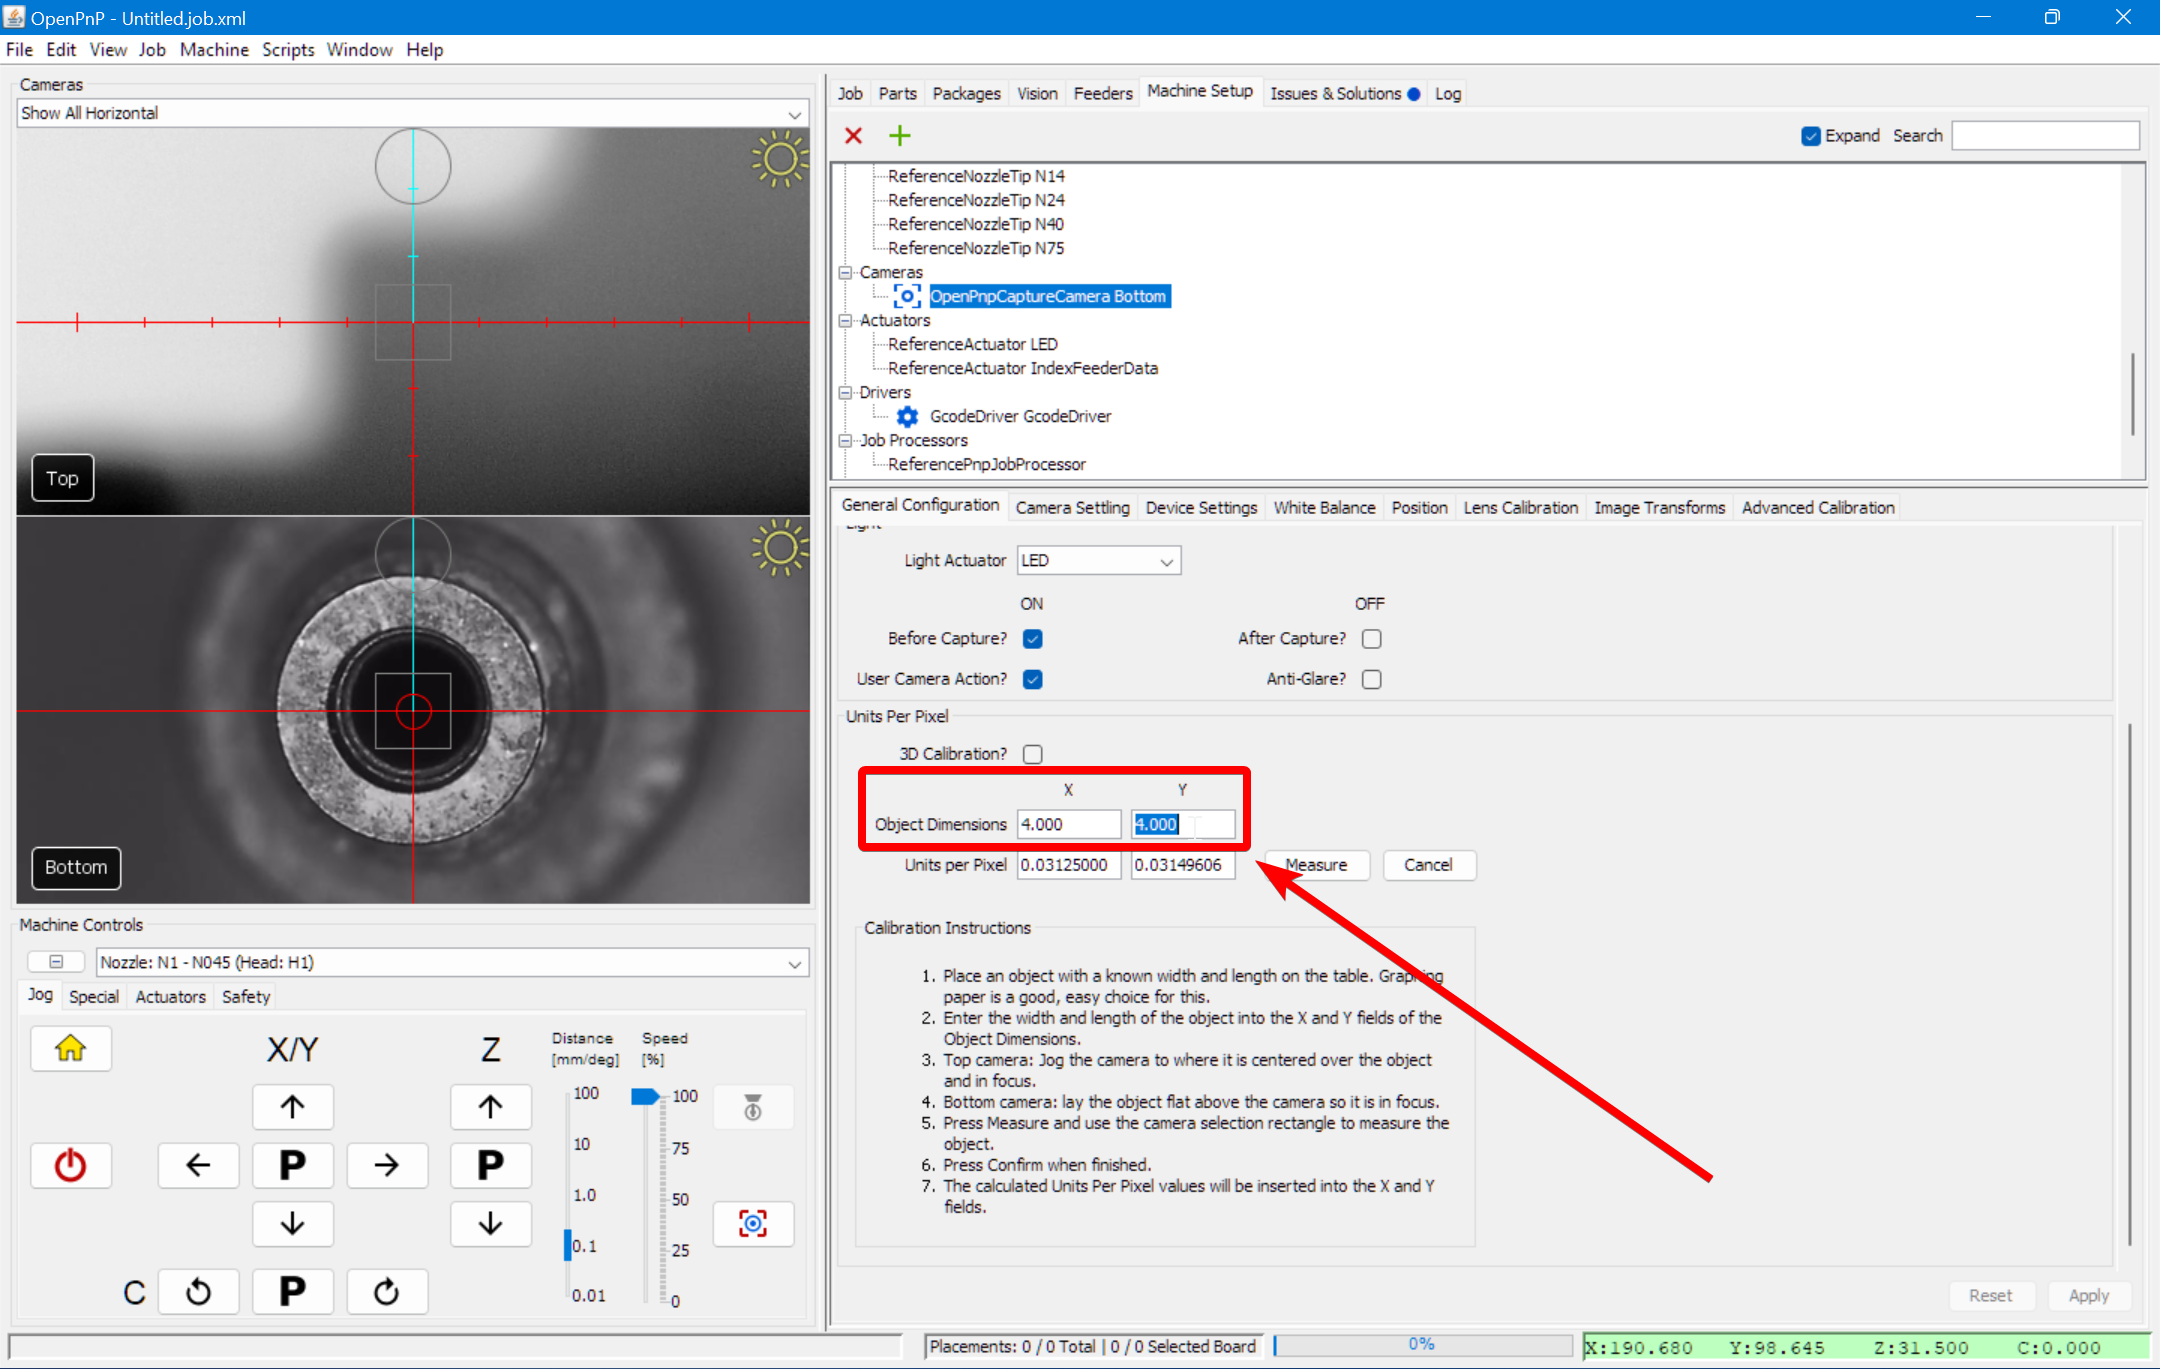 OpenPnP - Untitled.job.xml
File Edit View Job Machine Scripts Window Help
Cameras
Show All Horizontal
Top
Bottom
Machine Controls
Nozzle: N1 - N045 (Head: H1)
Jog Special Actuators Safety
X/Y Z
Distance [mm/deg]
Speed [%]
100
10
1.0
0.1
0.01
100
75
50
25
0
P P
C P
Job Parts Packages Vision Feeders Machine Setup Issues & Solutions Log
Expand Search
ReferenceNozzleTip N14
ReferenceNozzleTip N24
ReferenceNozzleTip N40
ReferenceNozzleTip N75
Cameras
OpenPnpCaptureCamera Bottom
Actuators
ReferenceActuator LED
ReferenceActuator IndexFeederData
Drivers
GcodeDriver GcodeDriver
Job Processors
ReferencePnpJobProcessor
General Configuration Camera Settling Device Settings White Balance Position Lens Calibration Image Transforms Advanced Calibration
Light
Light Actuator LED
ON OFF
Before Capture? After Capture?
User Camera Action? Anti-Glare?
Units Per Pixel
3D Calibration?
X Y
Object Dimensions 4.000 4.000
Units per Pixel 0.03125000 0.03149606 Measure Cancel
Calibration Instructions
1. Place an object with a known width and length on the table. Graphing
paper is a good, easy choice for this.
2. Enter the width and length of the object into the X and Y fields of the
Object Dimensions.
3. Top camera: Jog the camera to where it is centered over the object
and in focus.
4. Bottom camera: lay the object flat above the camera so it is in focus.
5. Press Measure and use the camera selection rectangle to measure the
object.
6. Press Confirm when finished.
7. The calculated Units Per Pixel values will be inserted into the X and Y
fields.
Reset Apply
Placements: 0 / 0 Total | 0 / 0 Selected Board 0% X:190.680 Y:98.645 Z:31.500 C:0.000